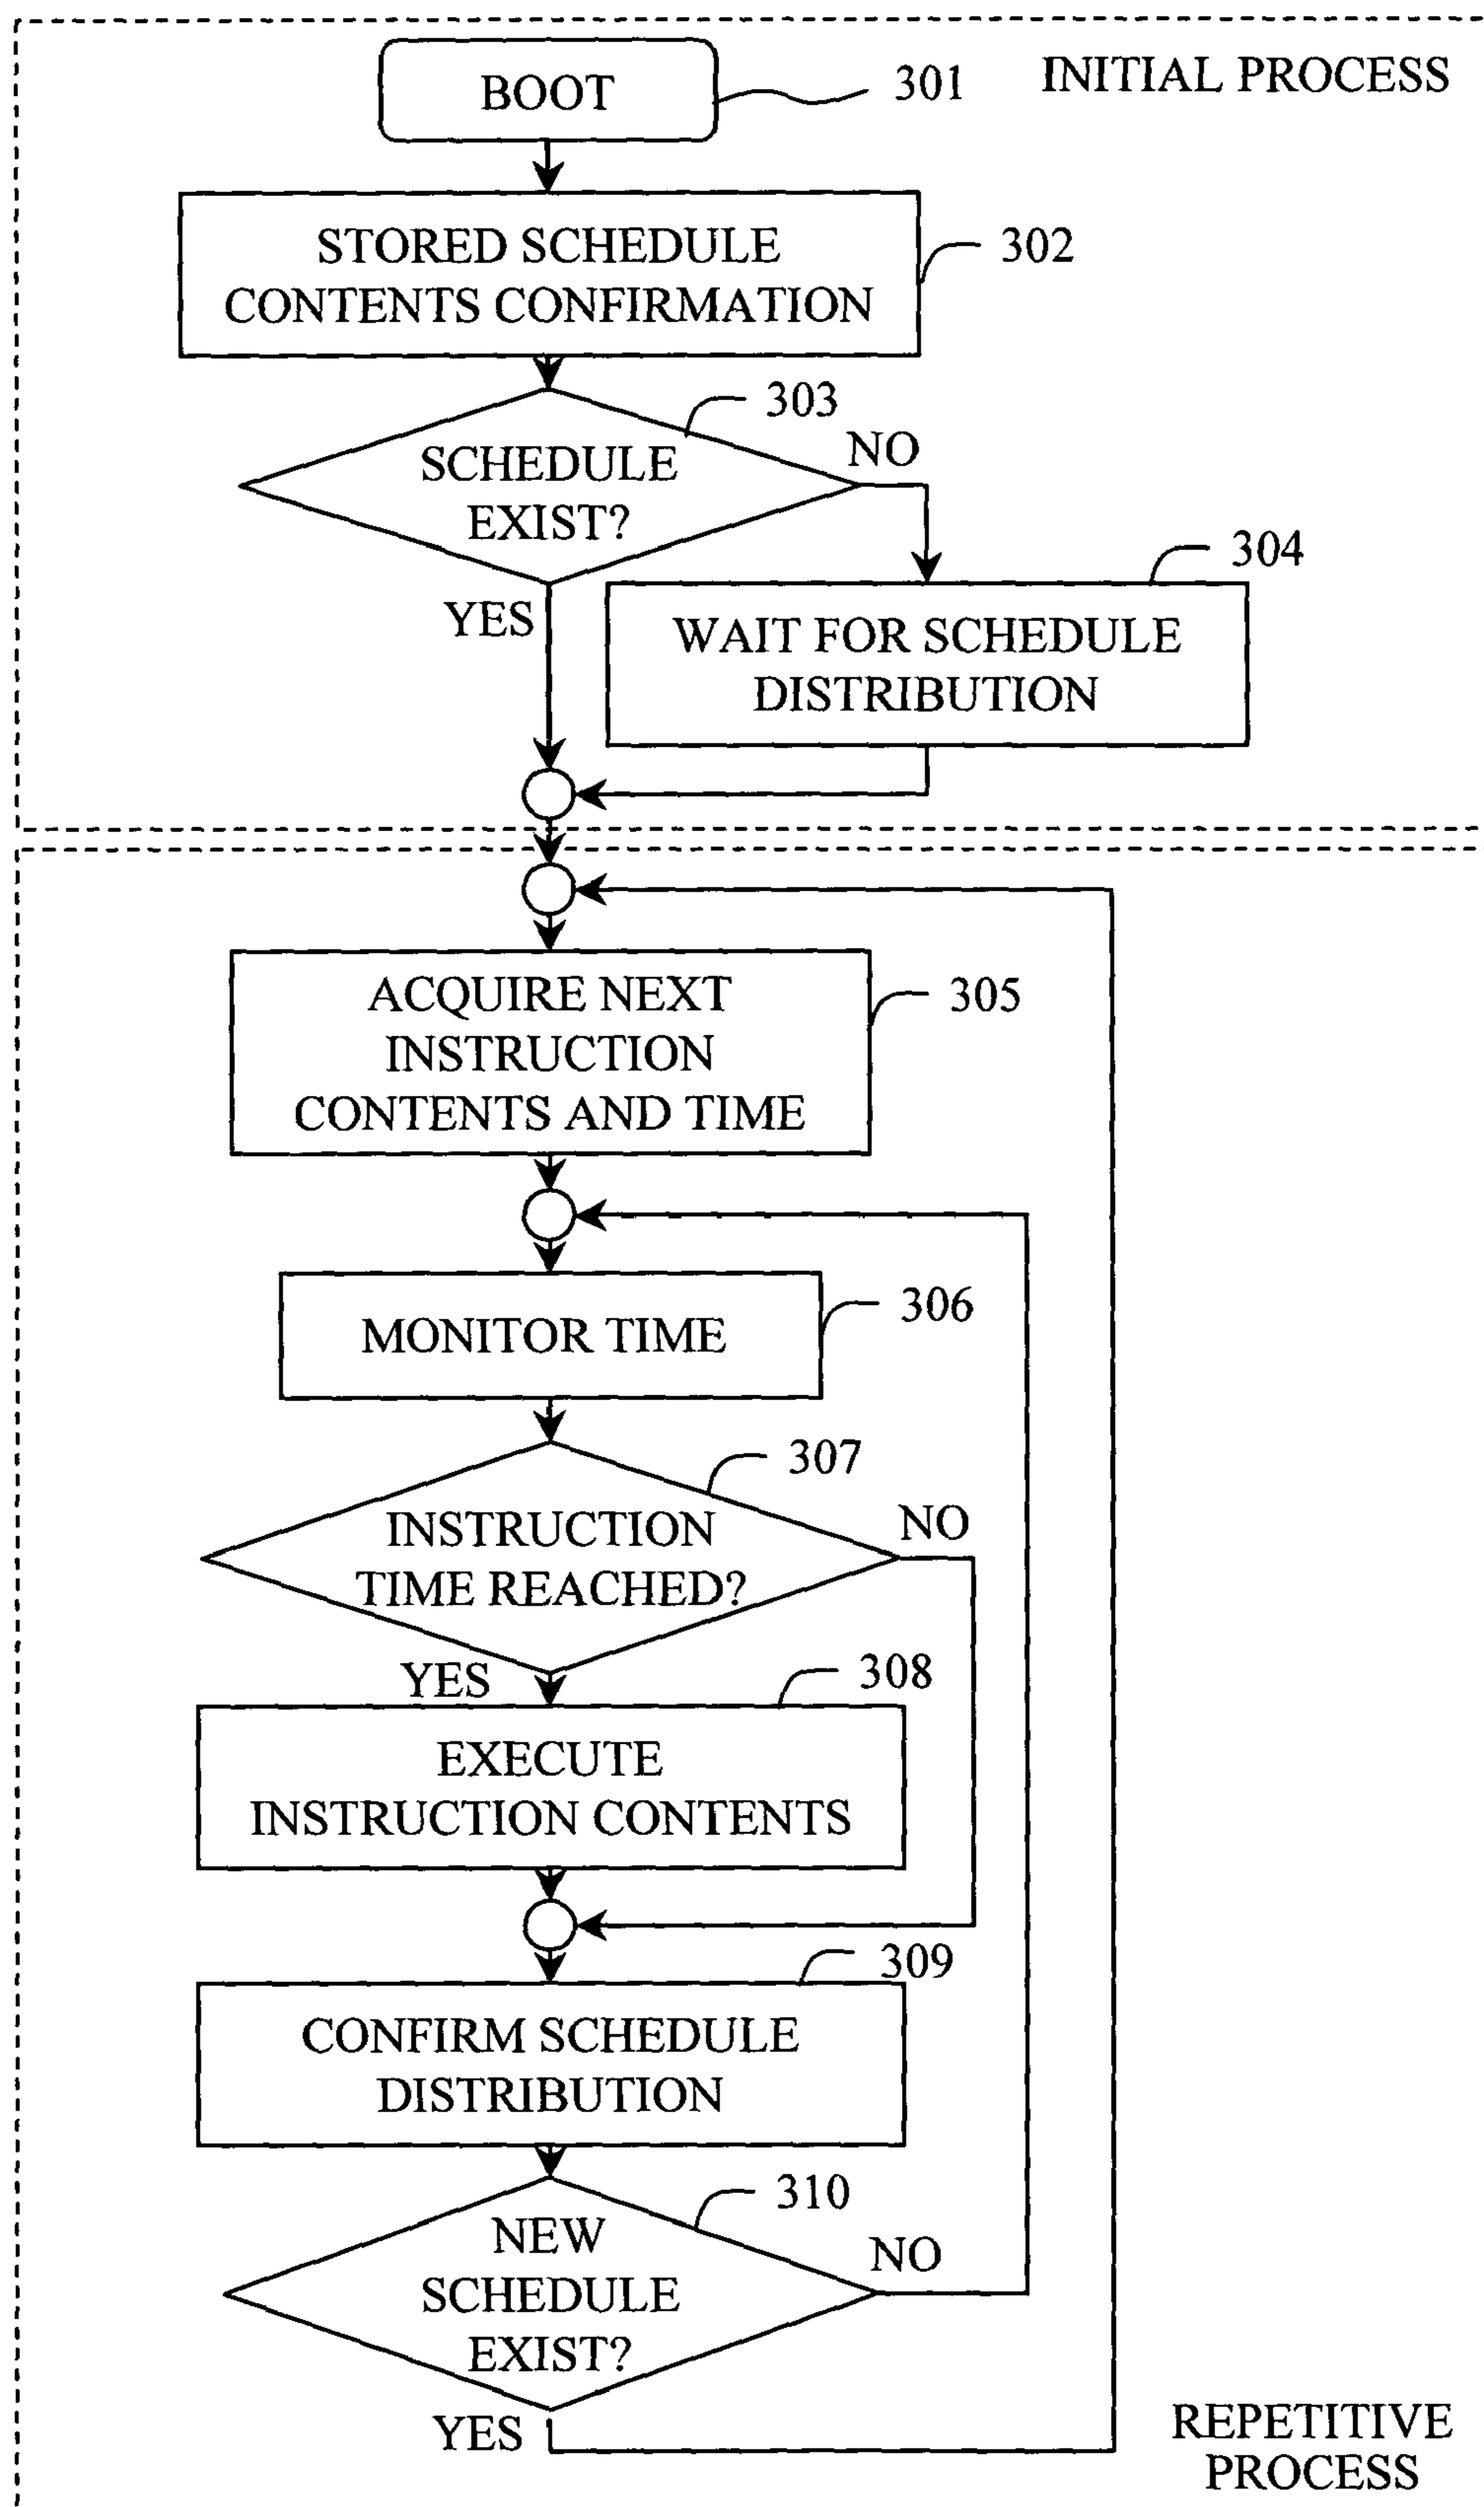 BOOT
301
INITIAL PROCESS
STORED SCHEDULE
CONTENTS CONFIRMATION
302
303
SCHEDULE
EXIST?
NO
YES
304
WAIT FOR SCHEDULE
DISTRIBUTION
ACQUIRE NEXT
INSTRUCTION
CONTENTS AND TIME
305
MONITOR TIME
306
307
INSTRUCTION
TIME REACHED?
NO
YES
308
EXECUTE
INSTRUCTION CONTENTS
309
CONFIRM SCHEDULE
DISTRIBUTION
310
NEW
SCHEDULE
EXIST?
NO
YES
REPETITIVE
PROCESS